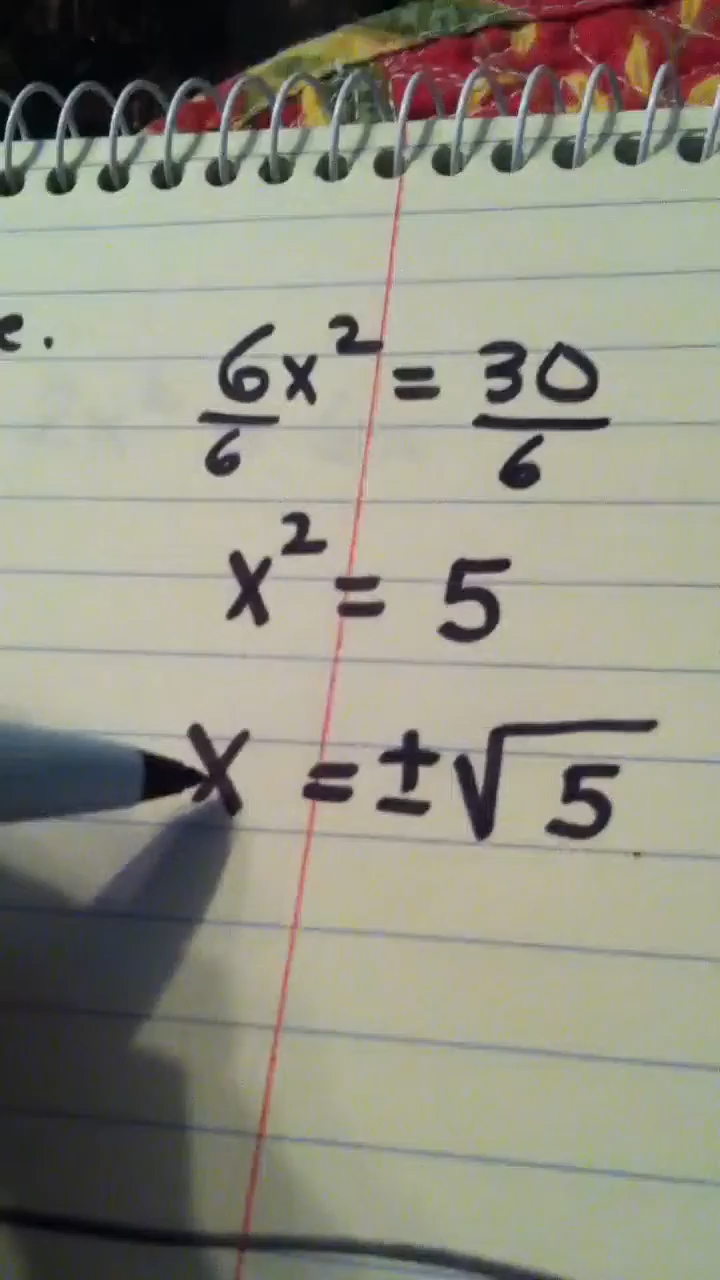 e.
6x² = 30
6 6
x² = 5
x = ±√5